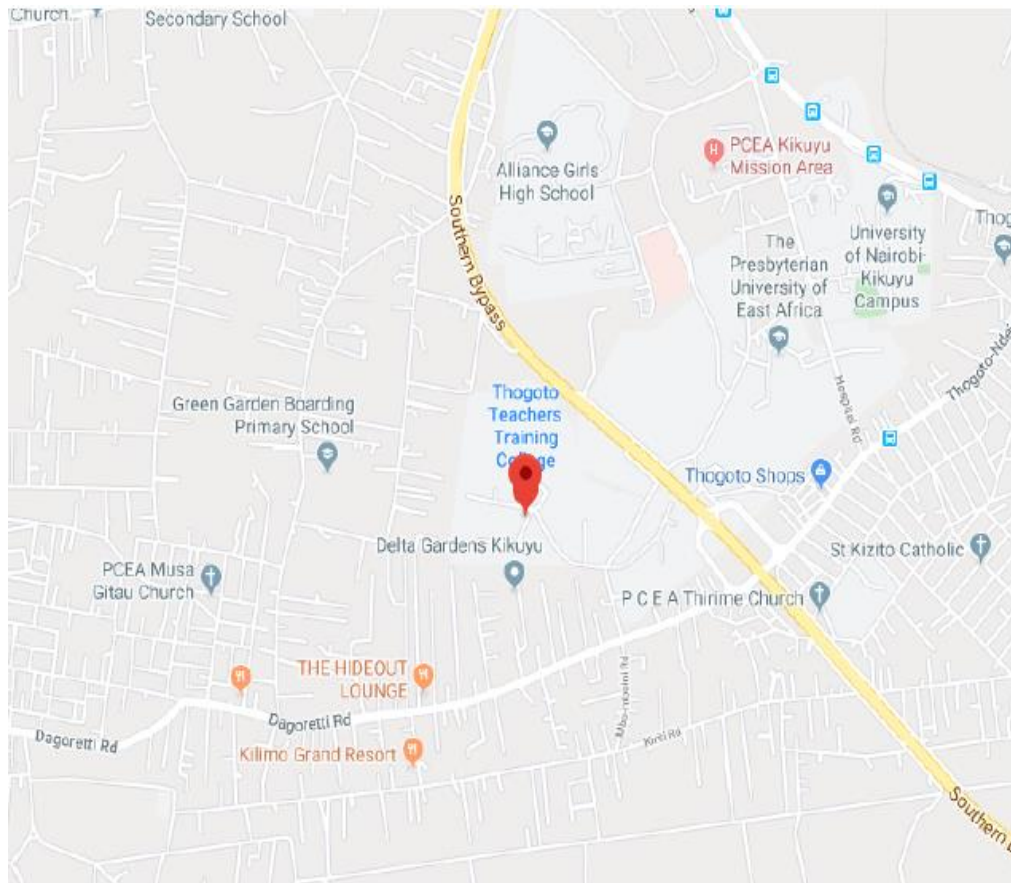 Church
Secondary School
Alliance Girls
High School
PCEA Kikuyu
Mission Area
Southern Bypass
The
Presbyterian
University of
East Africa
University
of Nairobi-
Kikuyu
Campus
Thog
Thogoto-Ndei
Hospital Rd
Thogoto
Teachers
Training
College
Green Garden Boarding
Primary School
Thogoto Shops
Delta Gardens Kikuyu
St Kizito Catholic
PCEA Musa
Gitau Church
P C E A Thirime Church
THE HIDEOUT
LOUNGE
Dagoretti Rd
Dagoretti Rd
Kilimo Grand Resort
Southern